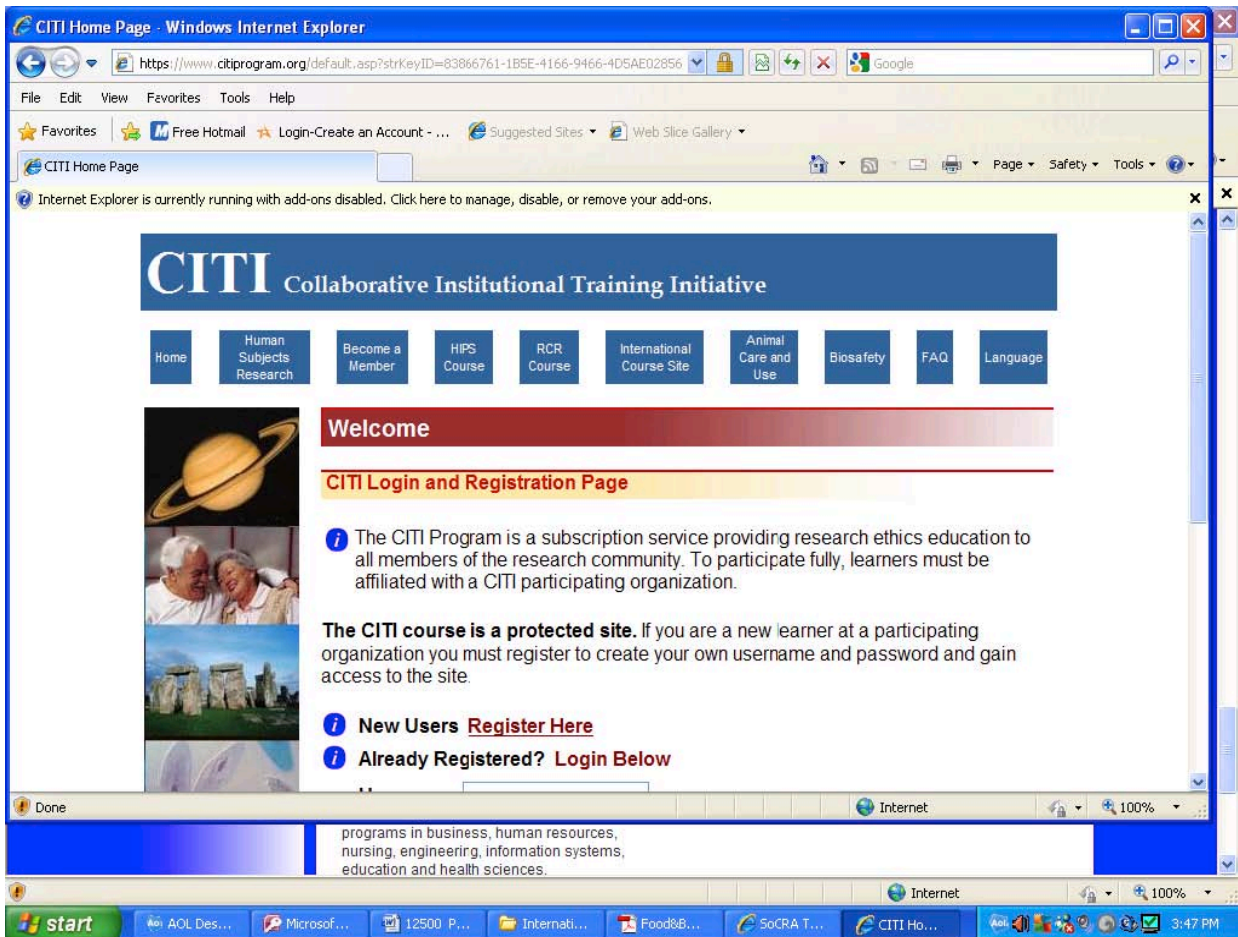 CITI Home Page - Windows Internet Explorer
https://www.citiprogram.org/default.asp?strKeyID=83866761-1B5E-4166-9466-4D5AE02856
Google
File Edit View Favorites Tools Help
Favorites Free Hotmail Login-Create an Account - ... Suggested Sites Web Slice Gallery
CITI Home Page
Page Safety Tools
Internet Explorer is currently running with add-ons disabled. Click here to manage, disable, or remove your add-ons.
CITI Collaborative Institutional Training Initiative
Home
Human
Subjects
Research
Become a
Member
HIPS
Course
RCR
Course
International
Course Site
Animal
Care and
Use
Biosafety
FAQ
Language
Welcome
CITI Login and Registration Page
The CITI Program is a subscription service providing research ethics education to
all members of the research community. To participate fully, learners must be
affiliated with a CITI participating organization.
The CITI course is a protected site. If you are a new learner at a participating
organization you must register to create your own username and password and gain
access to the site.
New Users Register Here
Already Registered? Login Below
Done Internet 100%
programs in business, human resources,
nursing, engineering, information systems,
education and health sciences.
Internet 100%
start AOL Des... Microsof... 12500 P... Internati... Food&B... SoCRA T... CITI Ho... AOL 3:47 PM